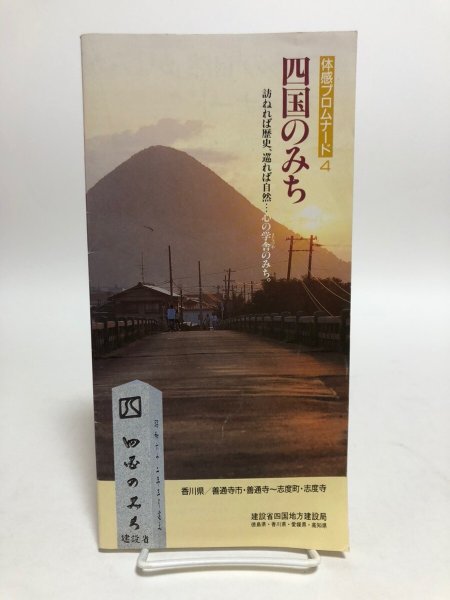 体感プロムナード4
四国のみち
訪ねれば歴史、巡れば自然…心の学舎のみち。
四国のみち
建設省
香川県／善通寺市・善通寺～志度町・志度寺
建設省四国地方建設局
徳島県・香川県・愛媛県・高知県